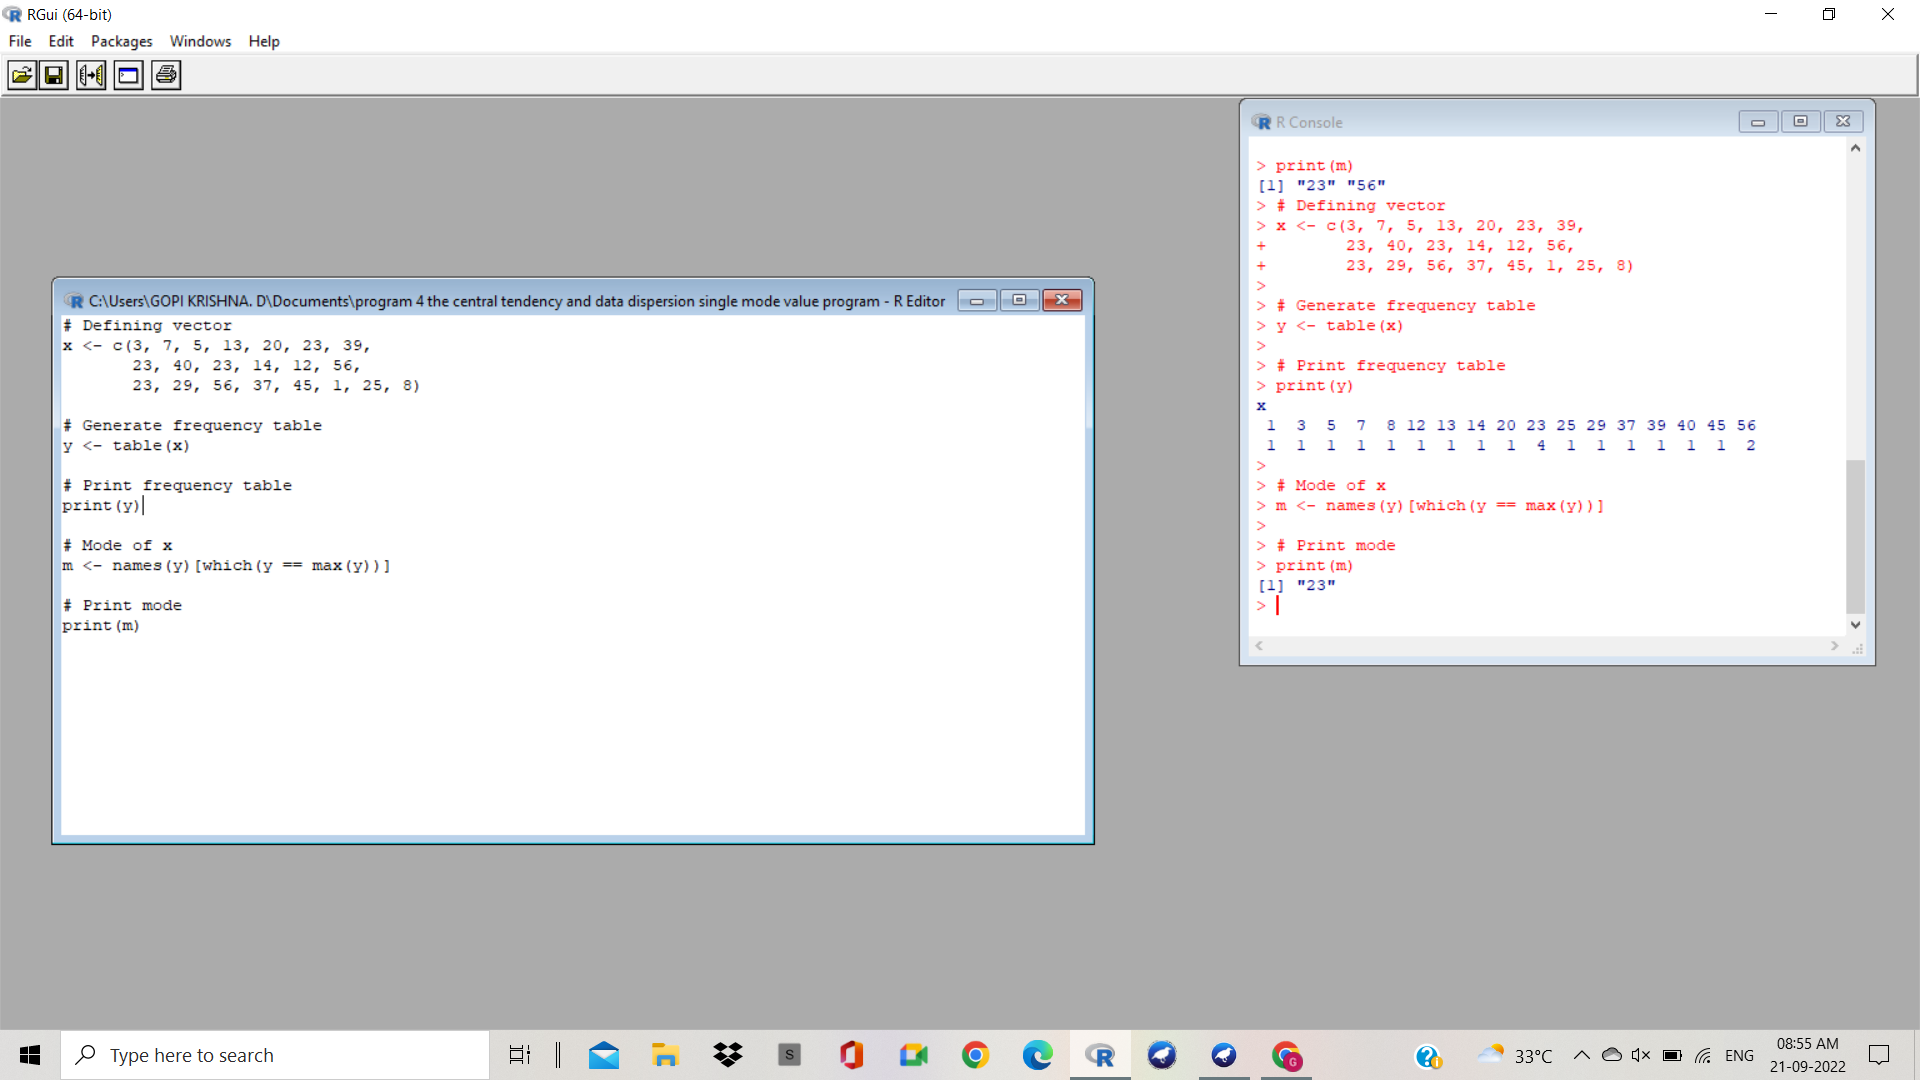 RGui (64-bit)
File Edit Packages Windows Help
C:\Users\GOPI KRISHNA. D\Documents\program 4 the central tendency and data dispersion single mode value program - R Editor
# Defining vector
x <- c(3, 7, 5, 13, 20, 23, 39,
       23, 40, 23, 14, 12, 56,
       23, 29, 56, 37, 45, 1, 25, 8)
# Generate frequency table
y <- table(x)
# Print frequency table
print(y)
# Mode of x
m <- names(y)[which(y == max(y))]
# Print mode
print(m)
R Console
> print(m)
[1] "23" "56"
> # Defining vector
> x <- c(3, 7, 5, 13, 20, 23, 39,
+        23, 40, 23, 14, 12, 56,
+        23, 29, 56, 37, 45, 1, 25, 8)
>
> # Generate frequency table
> y <- table(x)
>
> # Print frequency table
> print(y)
x
 1  3  5  7  8 12 13 14 20 23 25 29 37 39 40 45 56
 1  1  1  1  1  1  1  1  1  4  1  1  1  1  1  1  2
>
> # Mode of x
> m <- names(y)[which(y == max(y))]
>
> # Print mode
> print(m)
[1] "23"
>
Type here to search
S
G
33°C
ENG
08:55 AM
21-09-2022